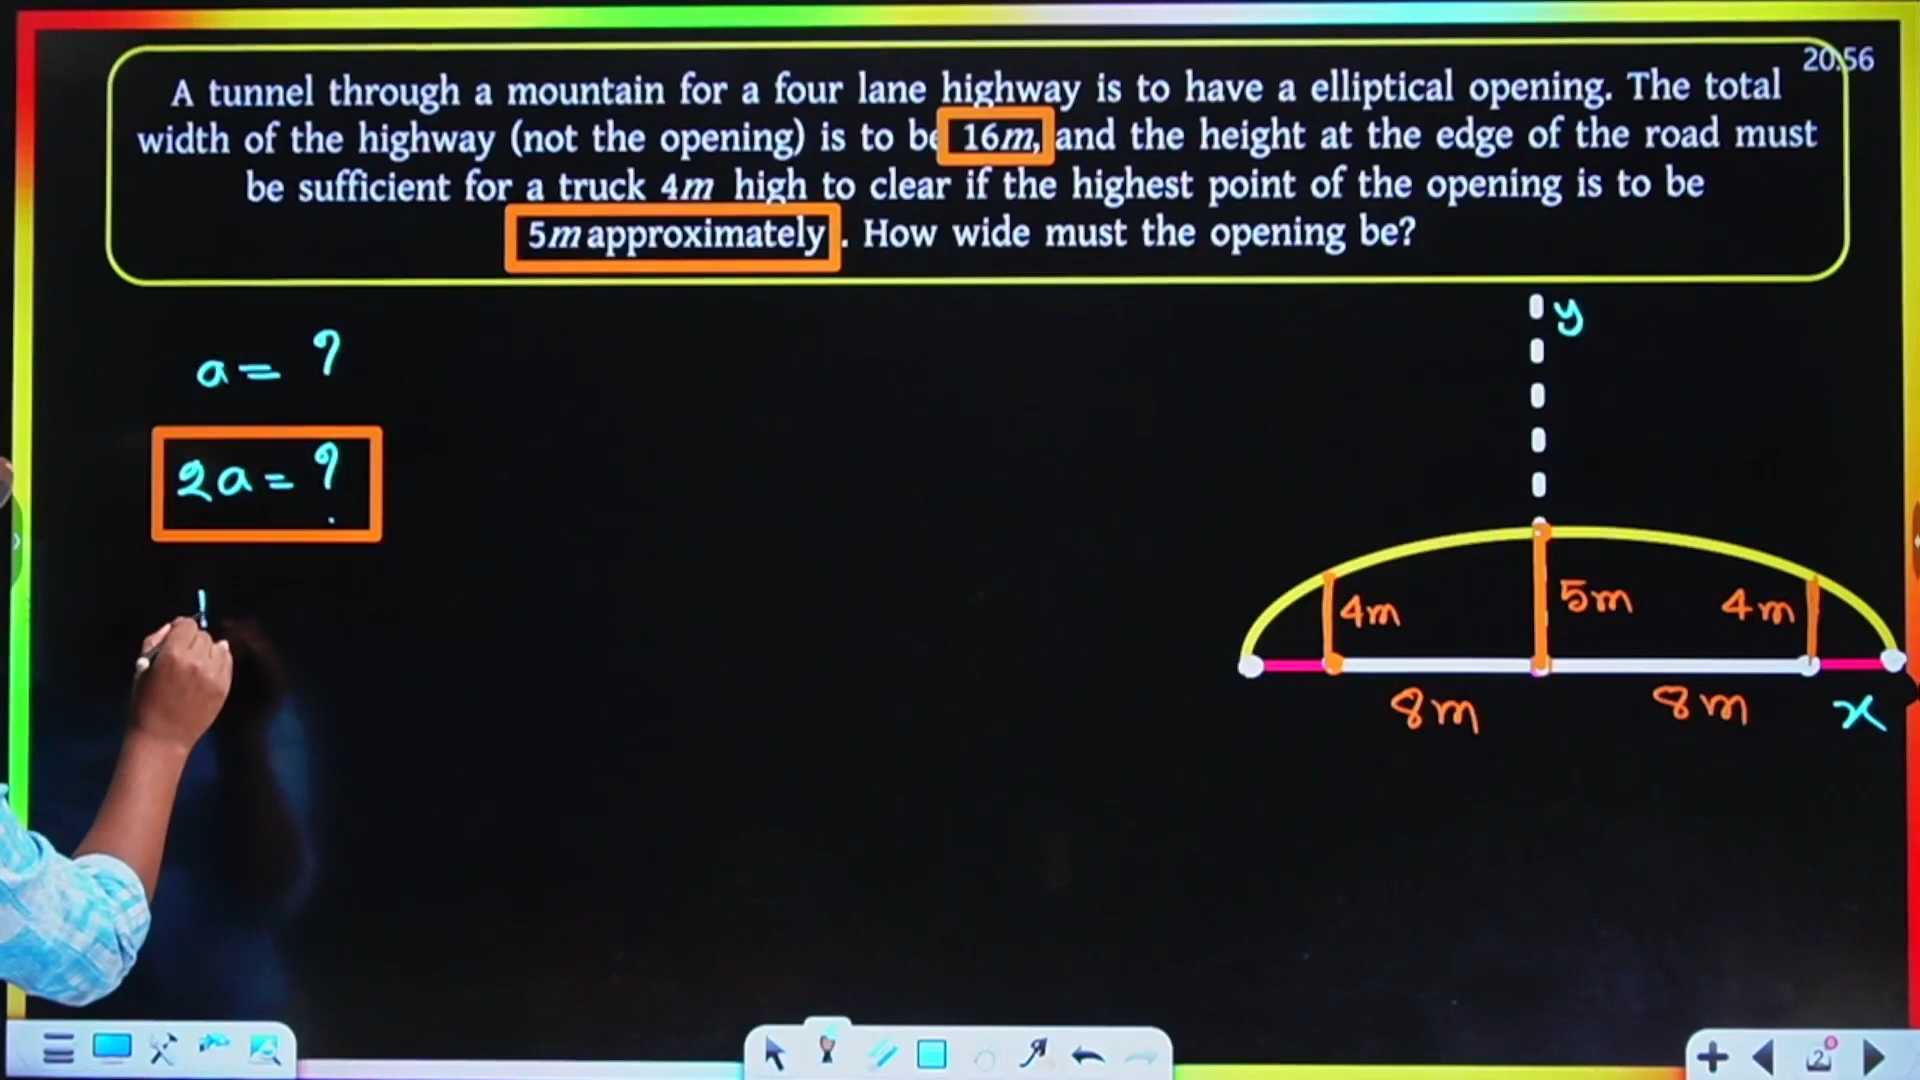 20:56
A tunnel through a mountain for a four lane highway is to have a elliptical opening. The total
width of the highway (not the opening) is to be 16m, and the height at the edge of the road must
be sufficient for a truck 4m high to clear if the highest point of the opening is to be
5m approximately . How wide must the opening be?
y
a = ?
2a = ?
4m 5m 4m
8m 8m x
2